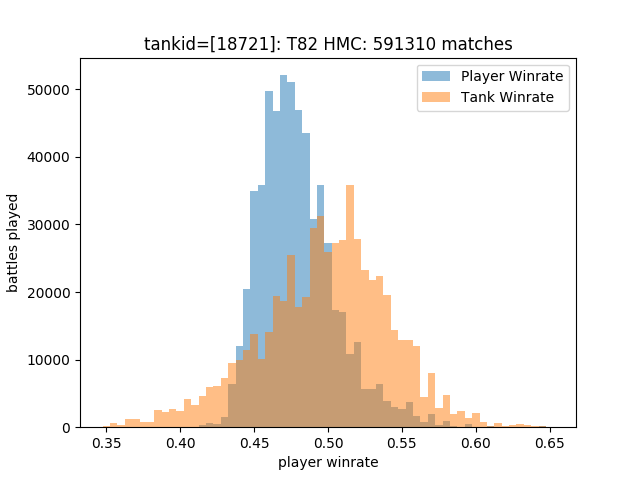 tankid=[18721]: T82 HMC: 591310 matches
Player Winrate
Tank Winrate
battles played
50000
40000
30000
20000
10000
0
0.35 0.40 0.45 0.50 0.55 0.60 0.65
player winrate